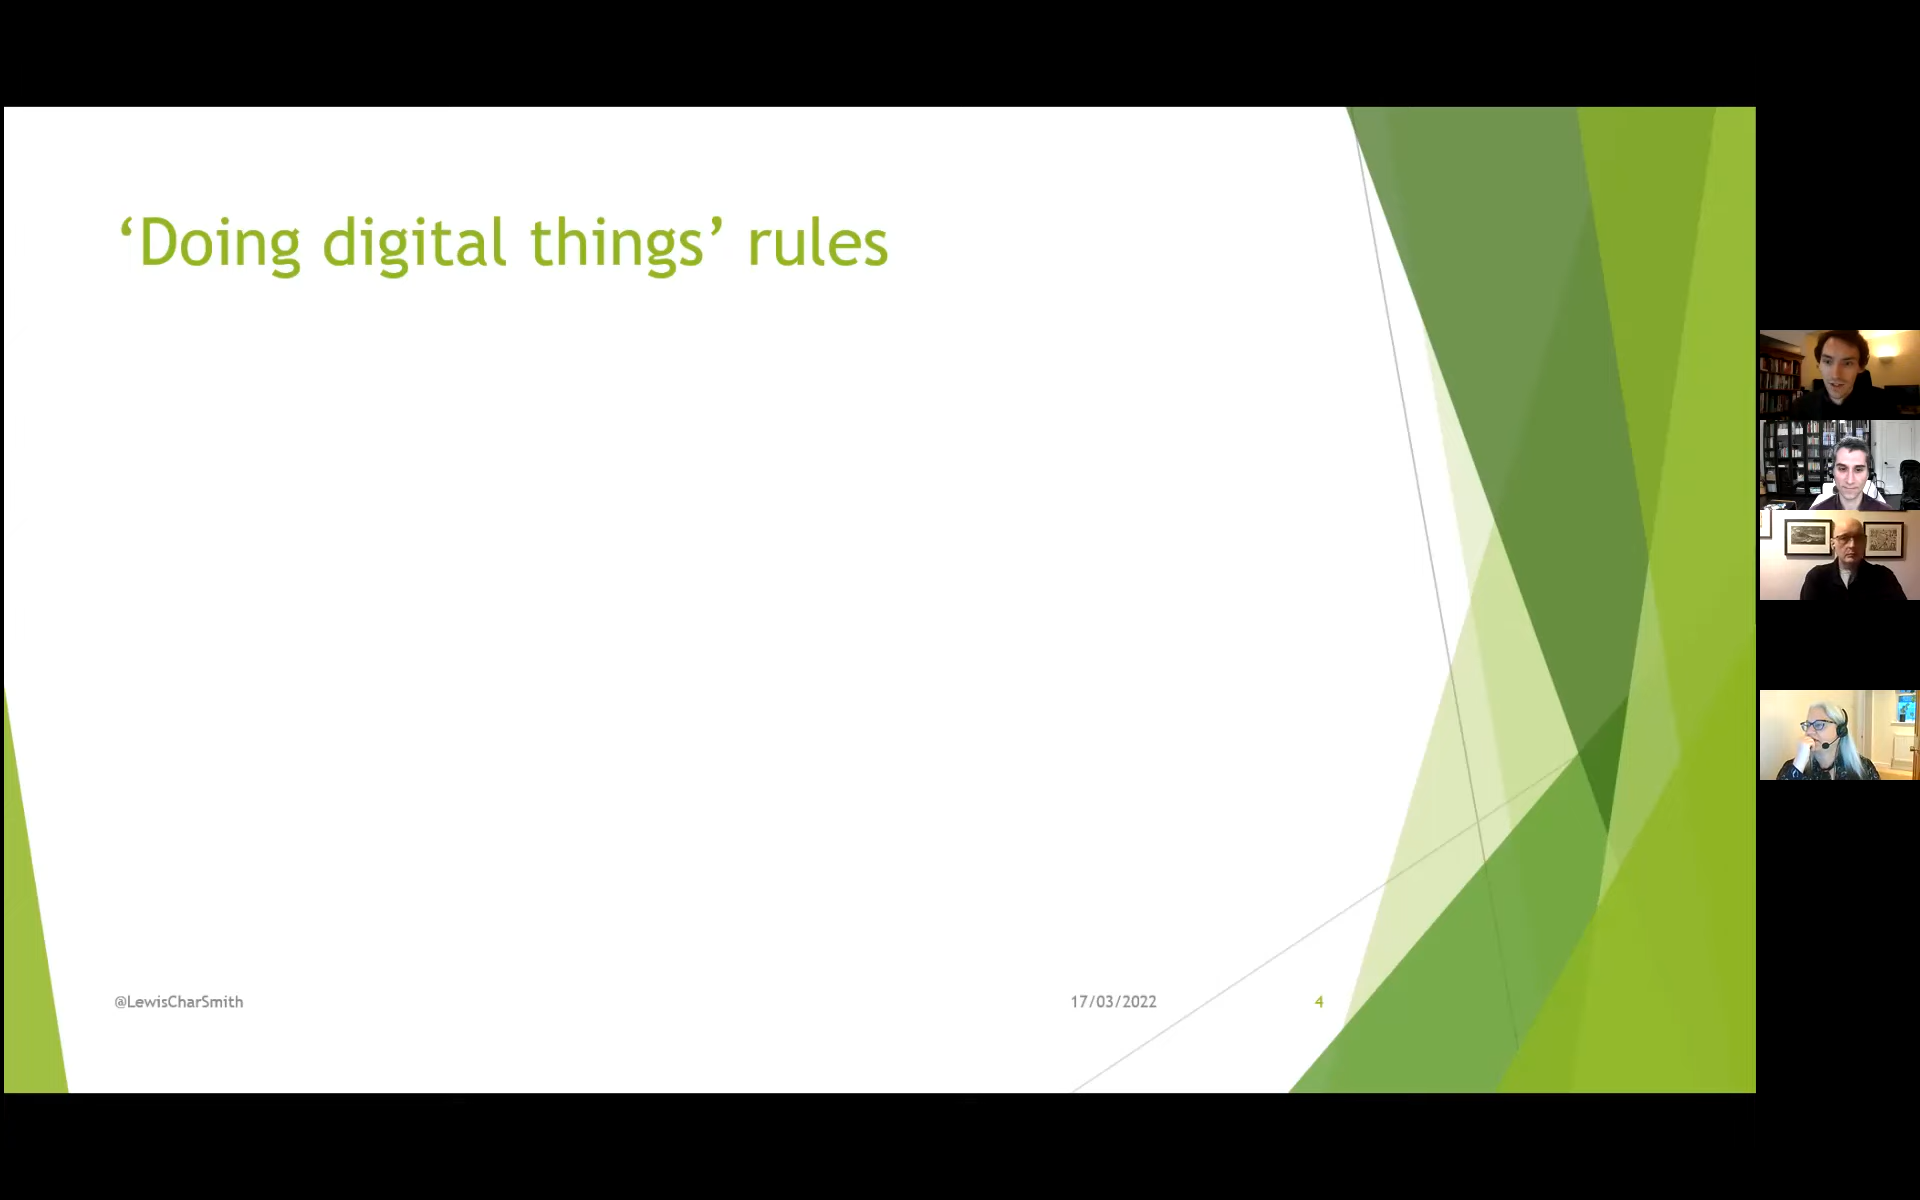 ‘Doing digital things’ rules
@LewisCharSmith
17/03/2022
4